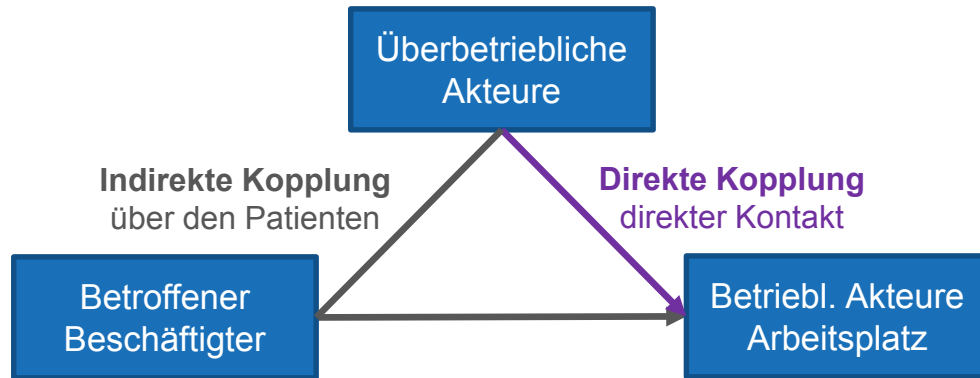 Überbetriebliche
Akteure
Indirekte Kopplung
über den Patienten
Direkte Kopplung
direkter Kontakt
Betroffener
Beschäftigter
Betriebl. Akteure
Arbeitsplatz